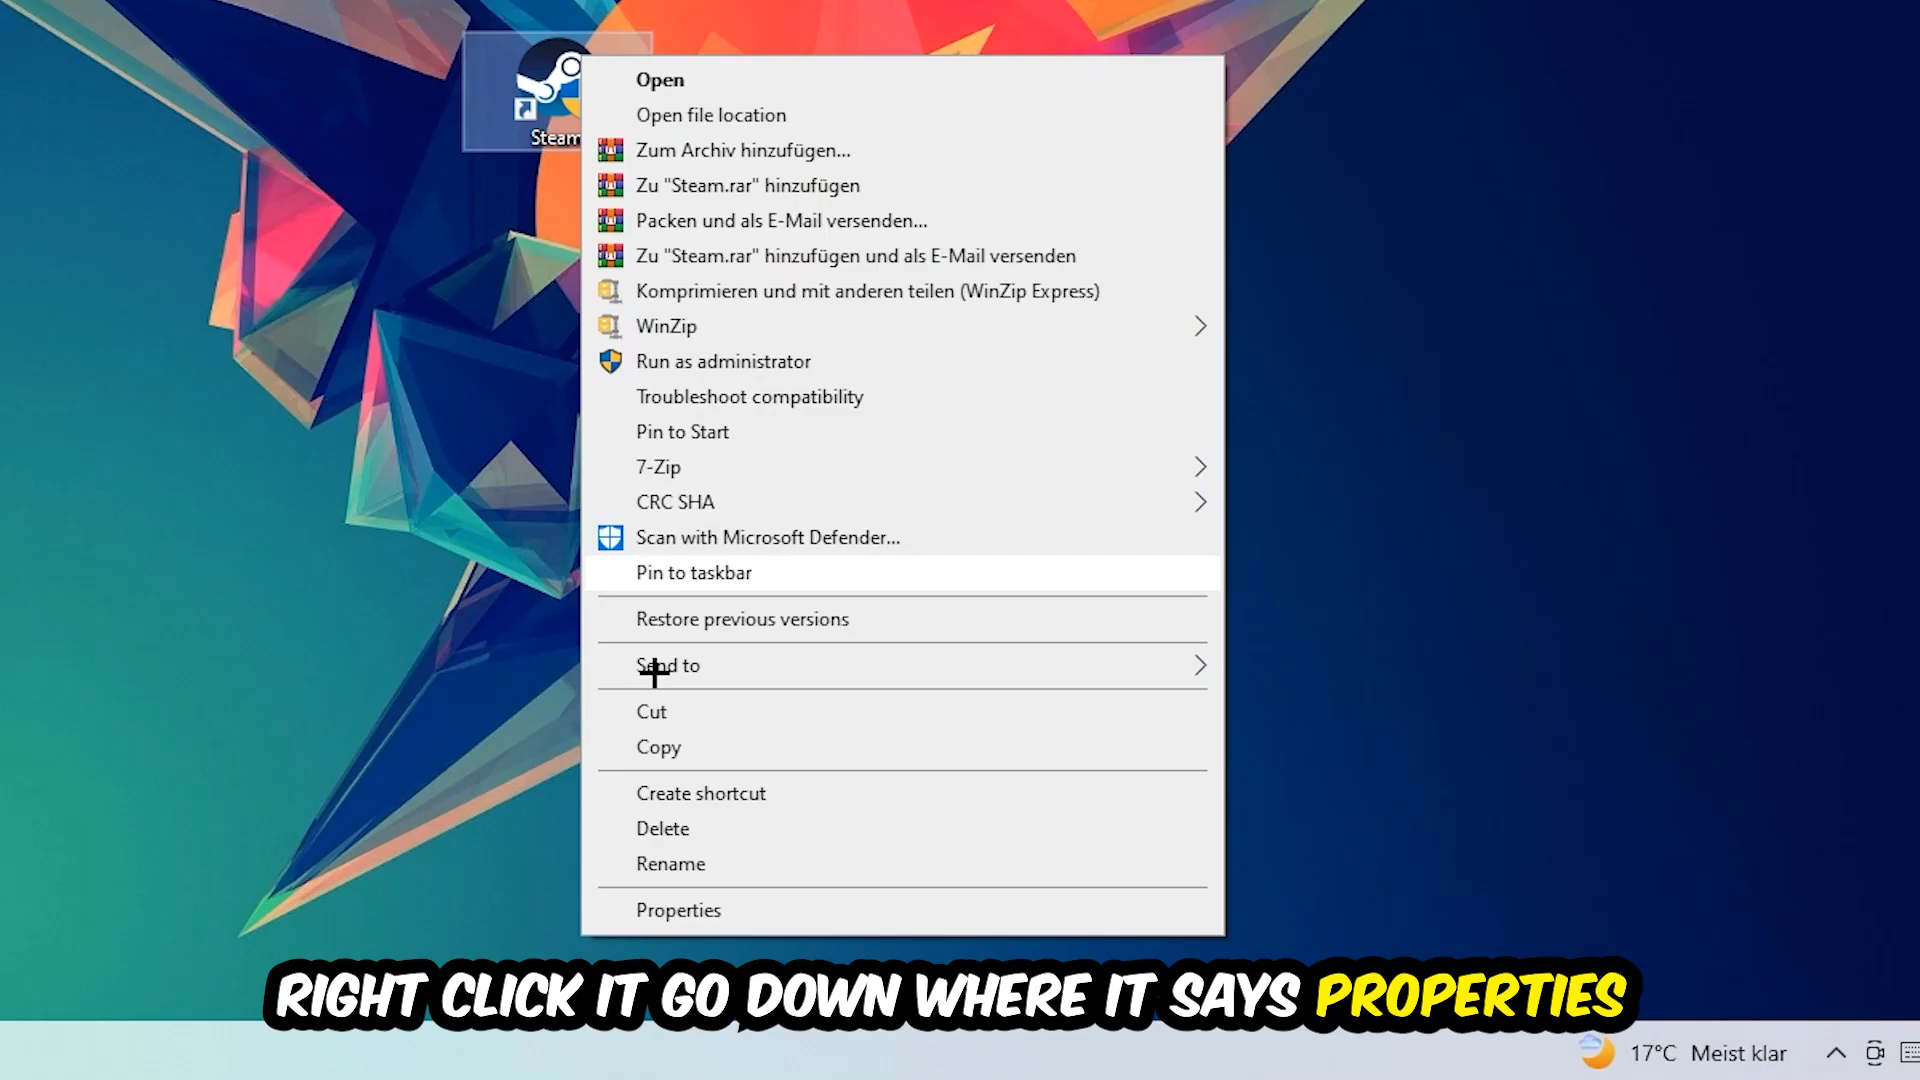 Steam
Open
Open file location
Zum Archiv hinzufügen...
Zu "Steam.rar" hinzufügen
Packen und als E-Mail versenden...
Zu "Steam.rar" hinzufügen und als E-Mail versenden
Komprimieren und mit anderen teilen (WinZip Express)
WinZip
Run as administrator
Troubleshoot compatibility
Pin to Start
7-Zip
CRC SHA
Scan with Microsoft Defender...
Pin to taskbar
Restore previous versions
Send to
Cut
Copy
Create shortcut
Delete
Rename
Properties
RIGHT CLICK IT GO DOWN WHERE IT SAYS PROPERTIES
17°C Meist klar